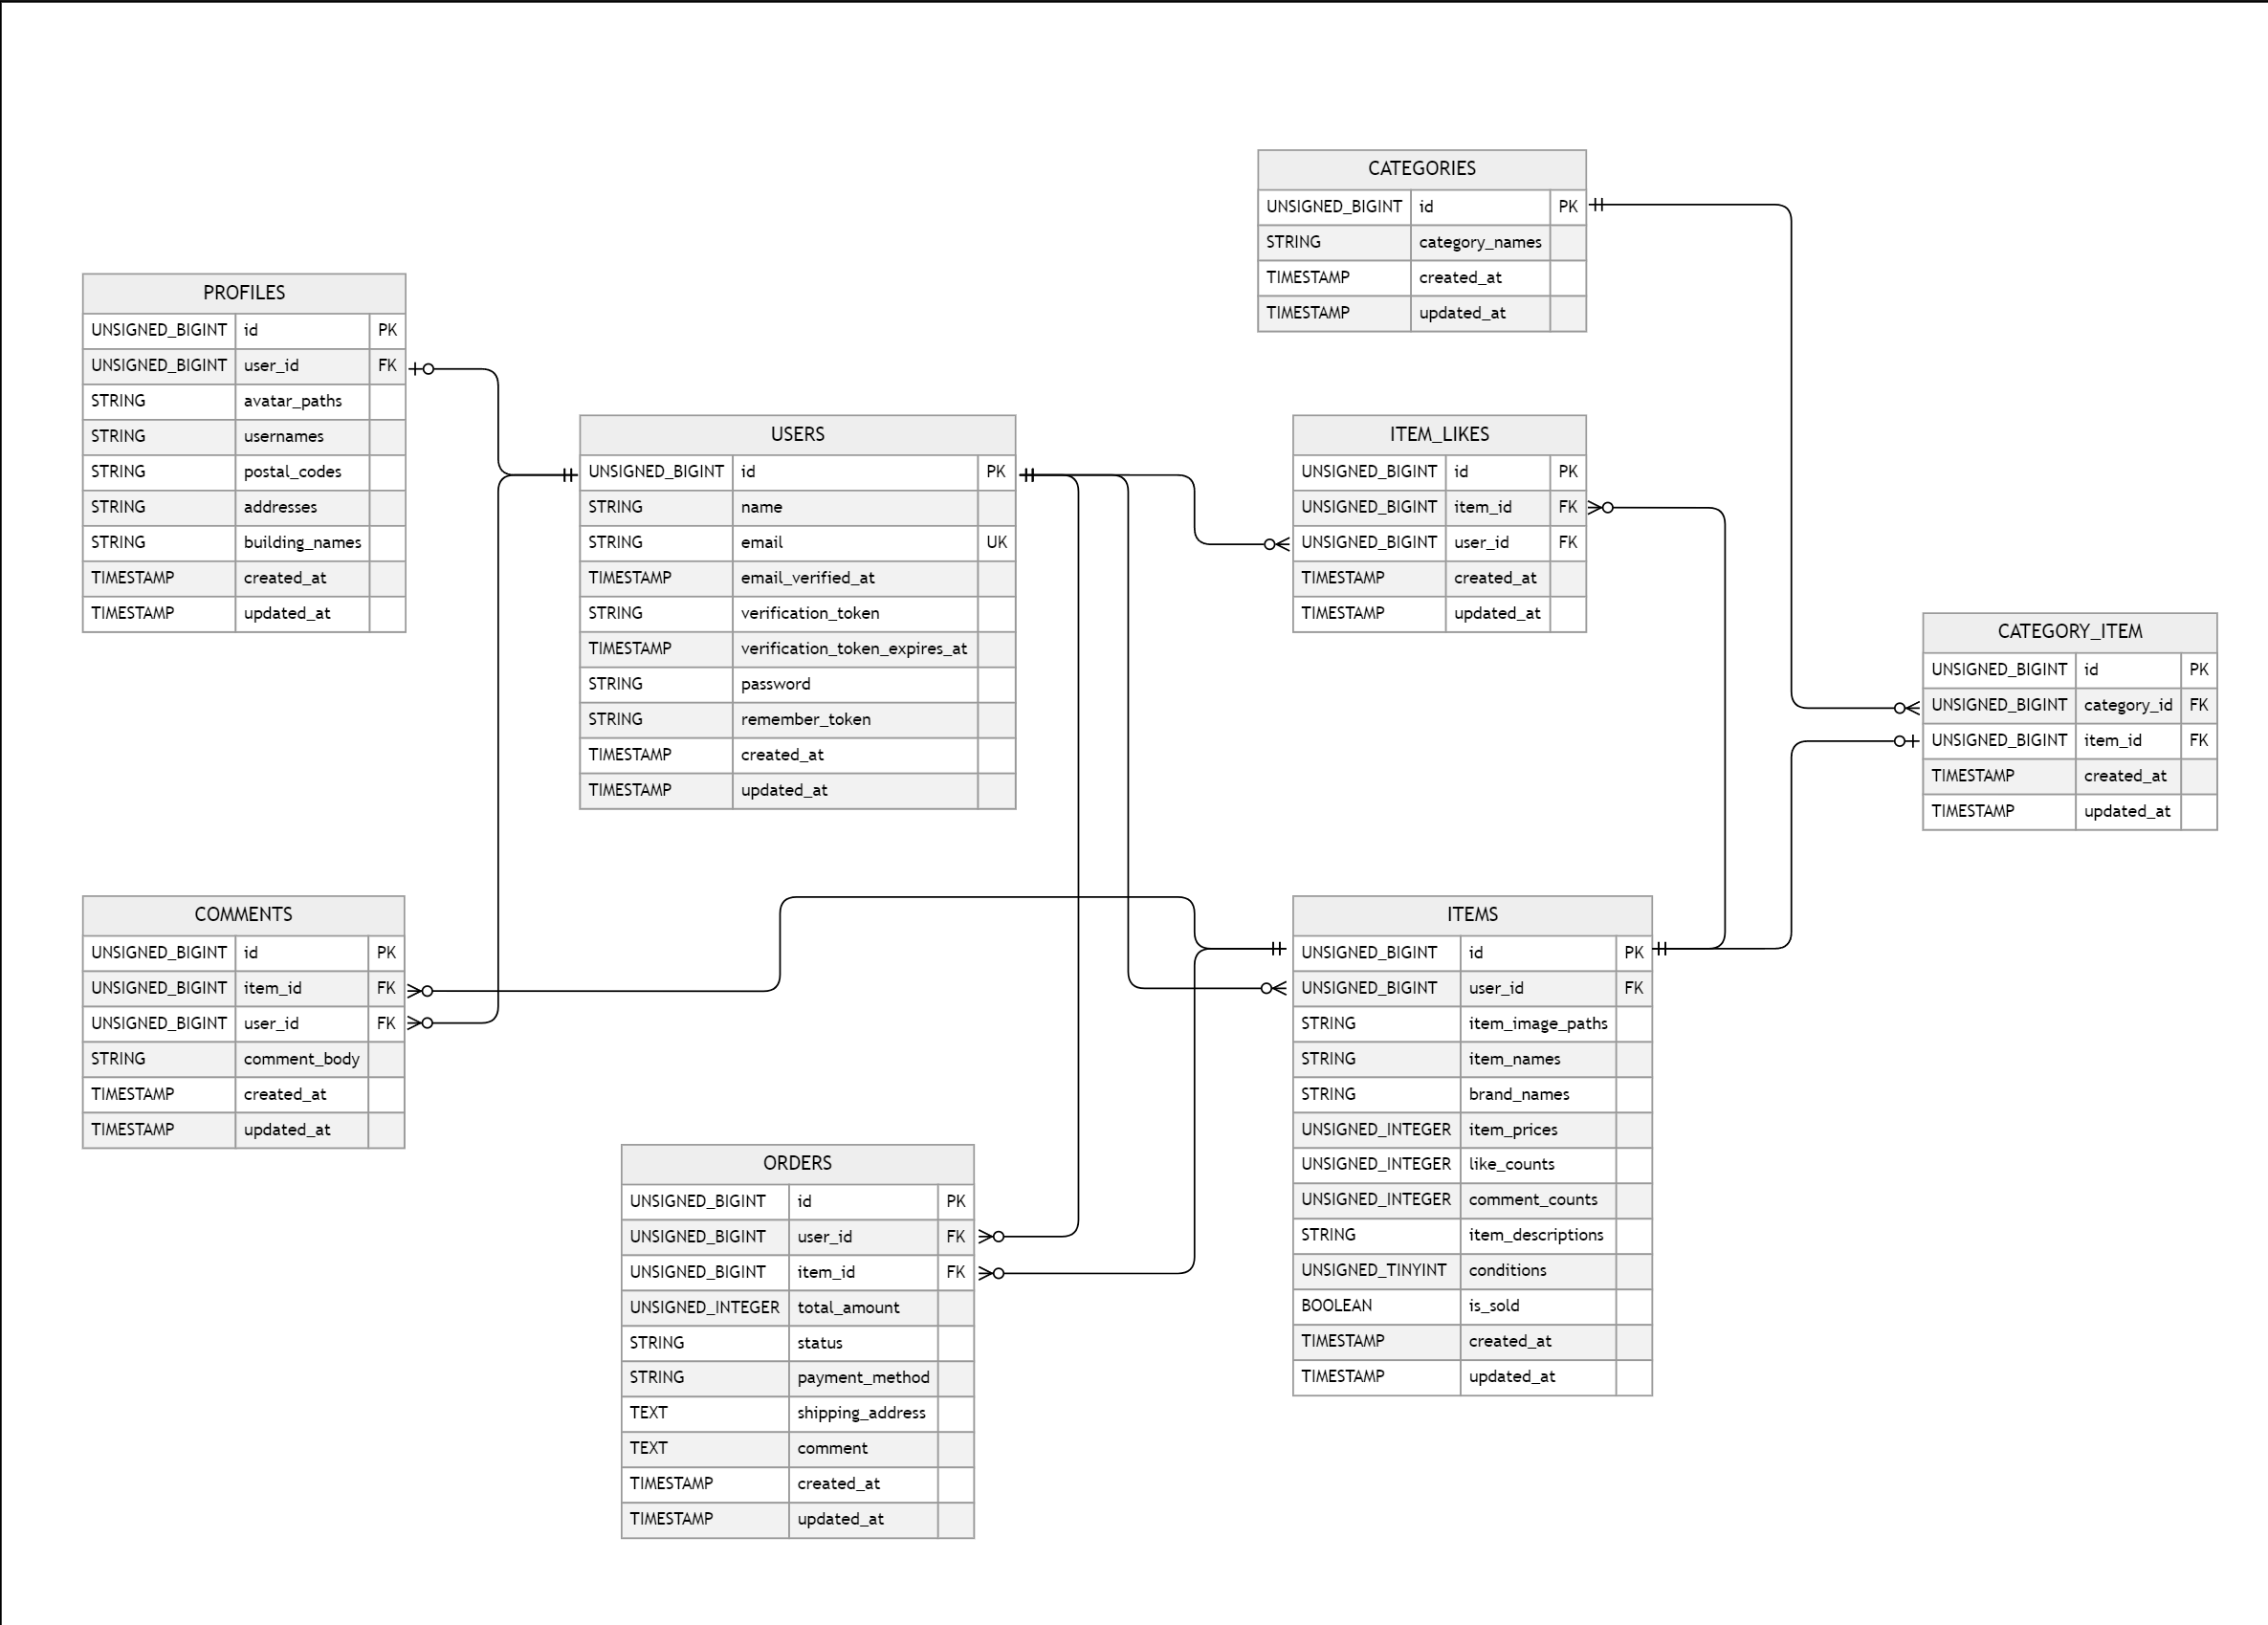 CATEGORIES
UNSIGNED_BIGINT id PK
STRING category_names
TIMESTAMP created_at
TIMESTAMP updated_at
PROFILES
UNSIGNED_BIGINT id PK
UNSIGNED_BIGINT user_id FK
STRING avatar_paths
STRING usernames
STRING postal_codes
STRING addresses
STRING building_names
TIMESTAMP created_at
TIMESTAMP updated_at
USERS
UNSIGNED_BIGINT id PK
STRING name
STRING email UK
TIMESTAMP email_verified_at
STRING verification_token
TIMESTAMP verification_token_expires_at
STRING password
STRING remember_token
TIMESTAMP created_at
TIMESTAMP updated_at
ITEM_LIKES
UNSIGNED_BIGINT id PK
UNSIGNED_BIGINT item_id FK
UNSIGNED_BIGINT user_id FK
TIMESTAMP created_at
TIMESTAMP updated_at
CATEGORY_ITEM
UNSIGNED_BIGINT id PK
UNSIGNED_BIGINT category_id FK
UNSIGNED_BIGINT item_id FK
TIMESTAMP created_at
TIMESTAMP updated_at
COMMENTS
UNSIGNED_BIGINT id PK
UNSIGNED_BIGINT item_id FK
UNSIGNED_BIGINT user_id FK
STRING comment_body
TIMESTAMP created_at
TIMESTAMP updated_at
ITEMS
UNSIGNED_BIGINT id PK
UNSIGNED_BIGINT user_id FK
STRING item_image_paths
STRING item_names
STRING brand_names
UNSIGNED_INTEGER item_prices
UNSIGNED_INTEGER like_counts
UNSIGNED_INTEGER comment_counts
STRING item_descriptions
UNSIGNED_TINYINT conditions
BOOLEAN is_sold
TIMESTAMP created_at
TIMESTAMP updated_at
ORDERS
UNSIGNED_BIGINT id PK
UNSIGNED_BIGINT user_id FK
UNSIGNED_BIGINT item_id FK
UNSIGNED_INTEGER total_amount
STRING status
STRING payment_method
TEXT shipping_address
TEXT comment
TIMESTAMP created_at
TIMESTAMP updated_at